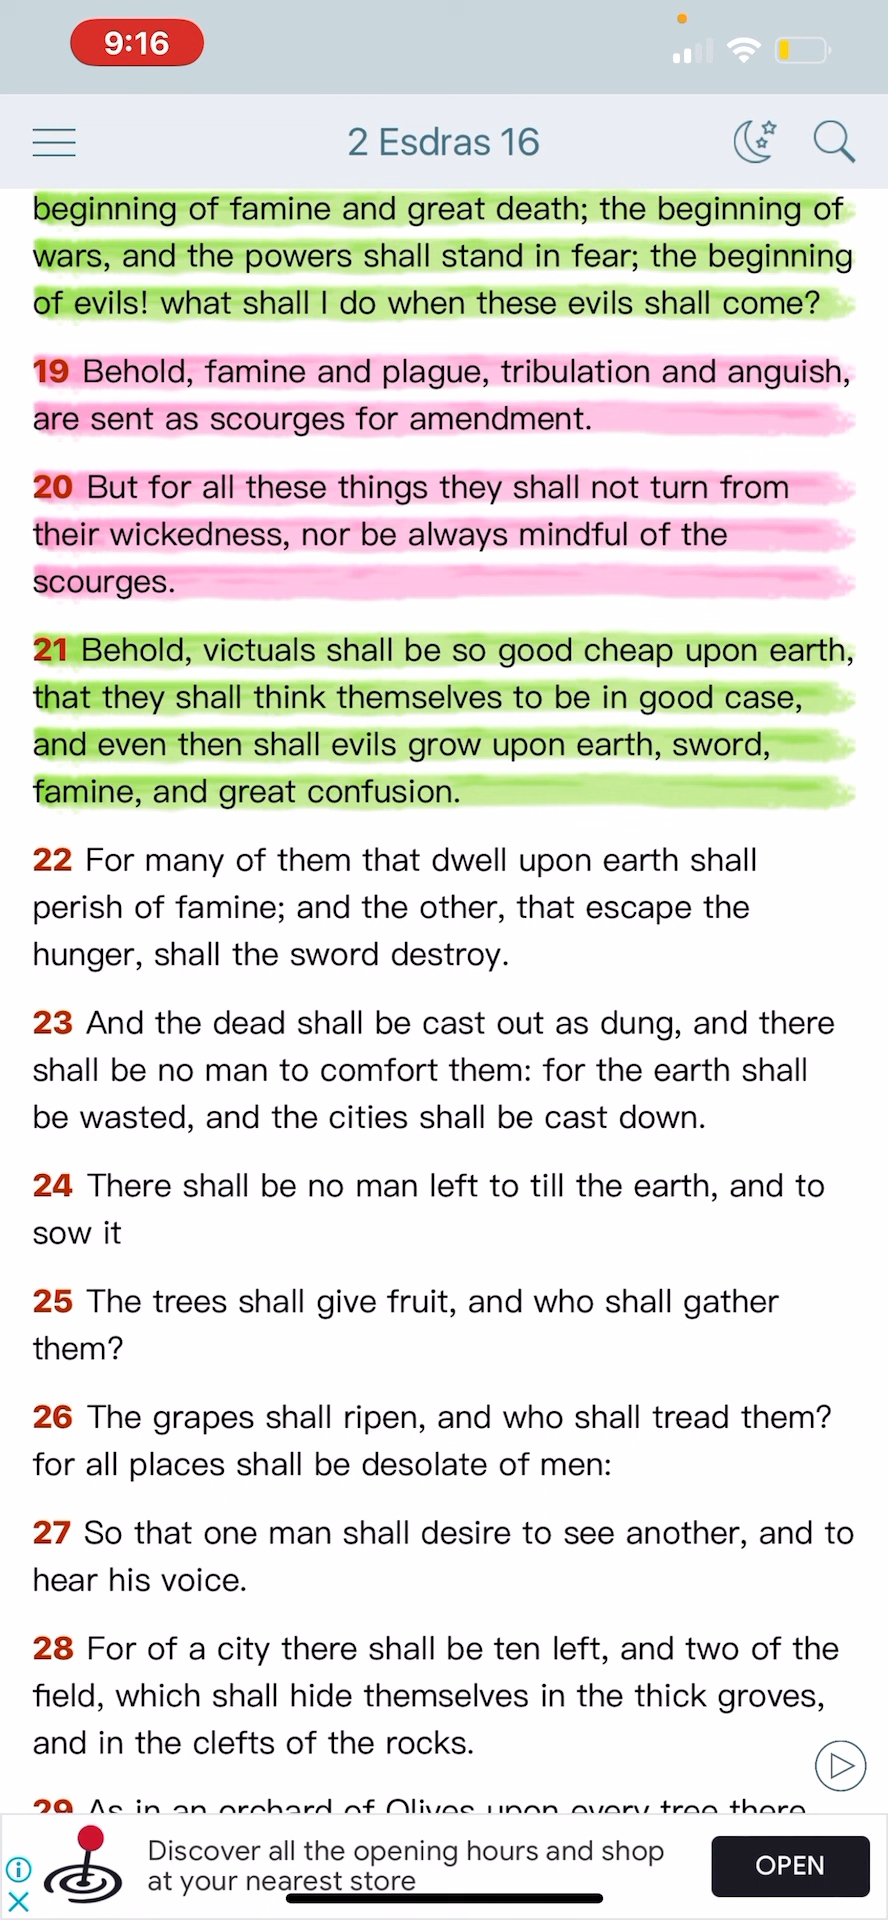 9:16
2 Esdras 16
beginning of famine and great death; the beginning of
wars, and the powers shall stand in fear; the beginning
of evils! what shall I do when these evils shall come?
19 Behold, famine and plague, tribulation and anguish,
are sent as scourges for amendment.
20 But for all these things they shall not turn from
their wickedness, nor be always mindful of the
scourges.
21 Behold, victuals shall be so good cheap upon earth,
that they shall think themselves to be in good case,
and even then shall evils grow upon earth, sword,
famine, and great confusion.
22 For many of them that dwell upon earth shall
perish of famine; and the other, that escape the
hunger, shall the sword destroy.
23 And the dead shall be cast out as dung, and there
shall be no man to comfort them: for the earth shall
be wasted, and the cities shall be cast down.
24 There shall be no man left to till the earth, and to
sow it
25 The trees shall give fruit, and who shall gather
them?
26 The grapes shall ripen, and who shall tread them?
for all places shall be desolate of men:
27 So that one man shall desire to see another, and to
hear his voice.
28 For of a city there shall be ten left, and two of the
field, which shall hide themselves in the thick groves,
and in the clefts of the rocks.
29 As in an orchard of Olives upon every tree there
Discover all the opening hours and shop
at your nearest store
OPEN